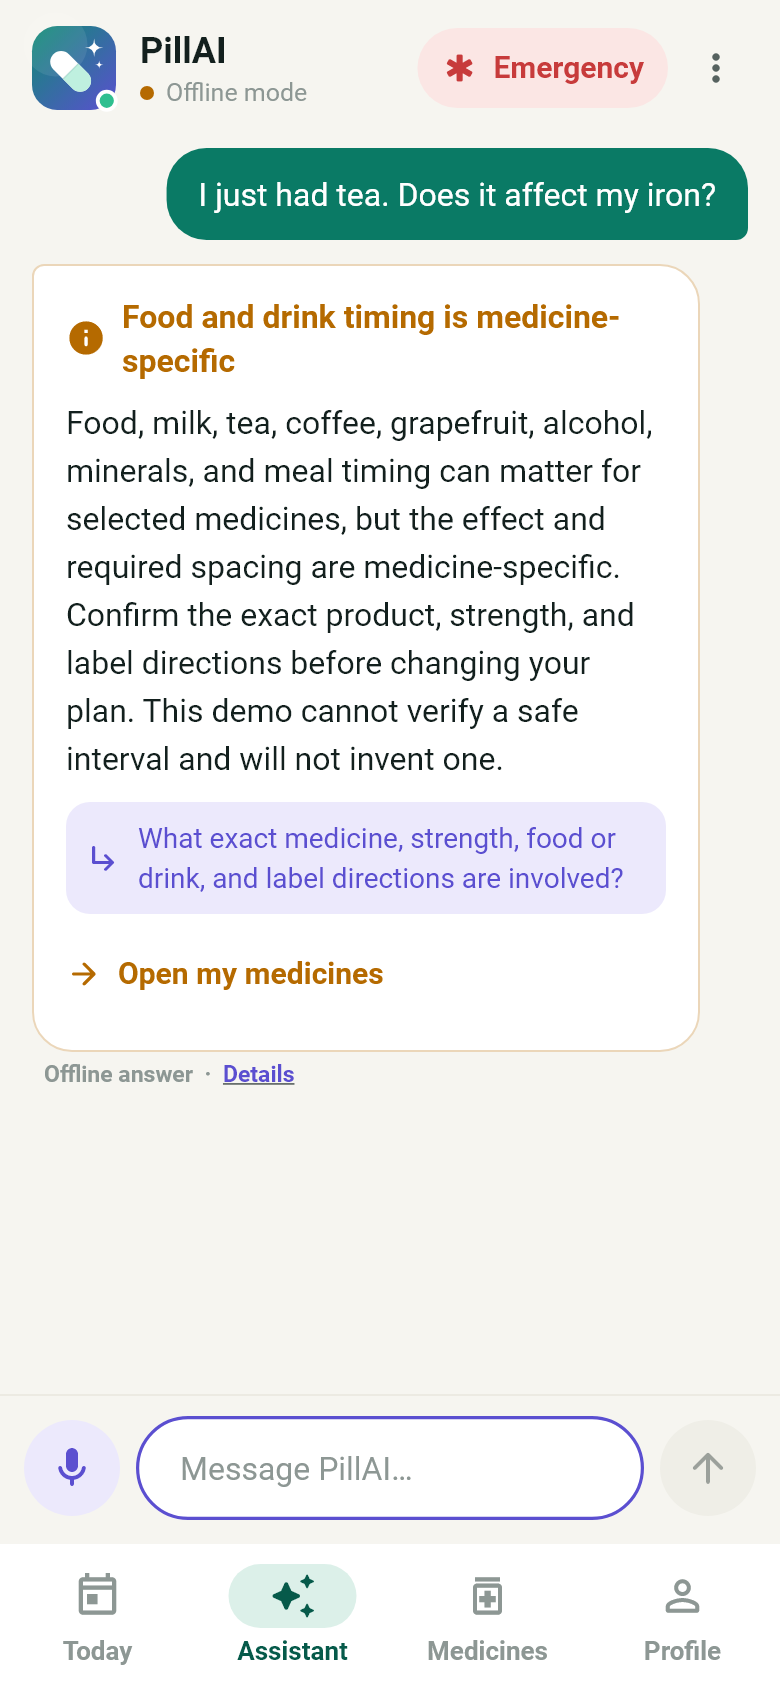 PillAI
Offline mode
Emergency
I just had tea. Does it affect my iron?
Food and drink timing is medicine-
specific
Food, milk, tea, coffee, grapefruit, alcohol,
minerals, and meal timing can matter for
selected medicines, but the effect and
required spacing are medicine-specific.
Confirm the exact product, strength, and
label directions before changing your
plan. This demo cannot verify a safe
interval and will not invent one.
What exact medicine, strength, food or
drink, and label directions are involved?
Open my medicines
Offline answer · Details
Message PillAI...
Today
Assistant
Medicines
Profile